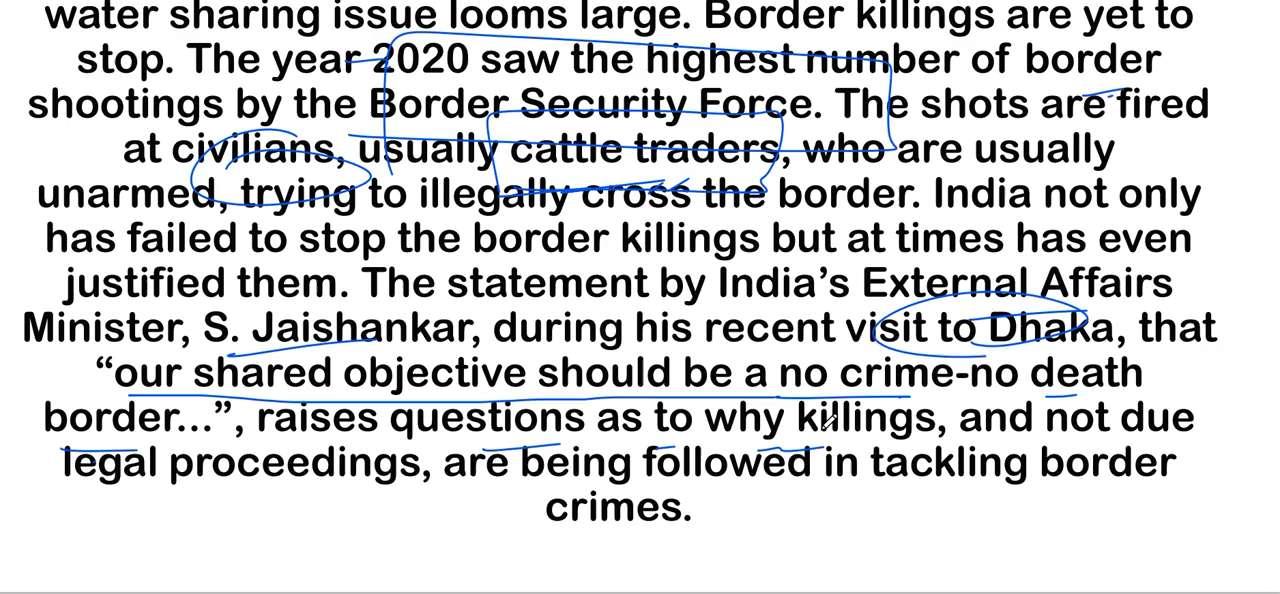 water sharing issue looms large. Border killings are yet to
stop. The year 2020 saw the highest number of border
shootings by the Border Security Force. The shots are fired
at civilians, usually cattle traders, who are usually
unarmed, trying to illegally cross the border. India not only
has failed to stop the border killings but at times has even
justified them. The statement by India’s External Affairs
Minister, S. Jaishankar, during his recent visit to Dhaka, that
“our shared objective should be a no crime-no death
border...”, raises questions as to why killings, and not due
legal proceedings, are being followed in tackling border
crimes.